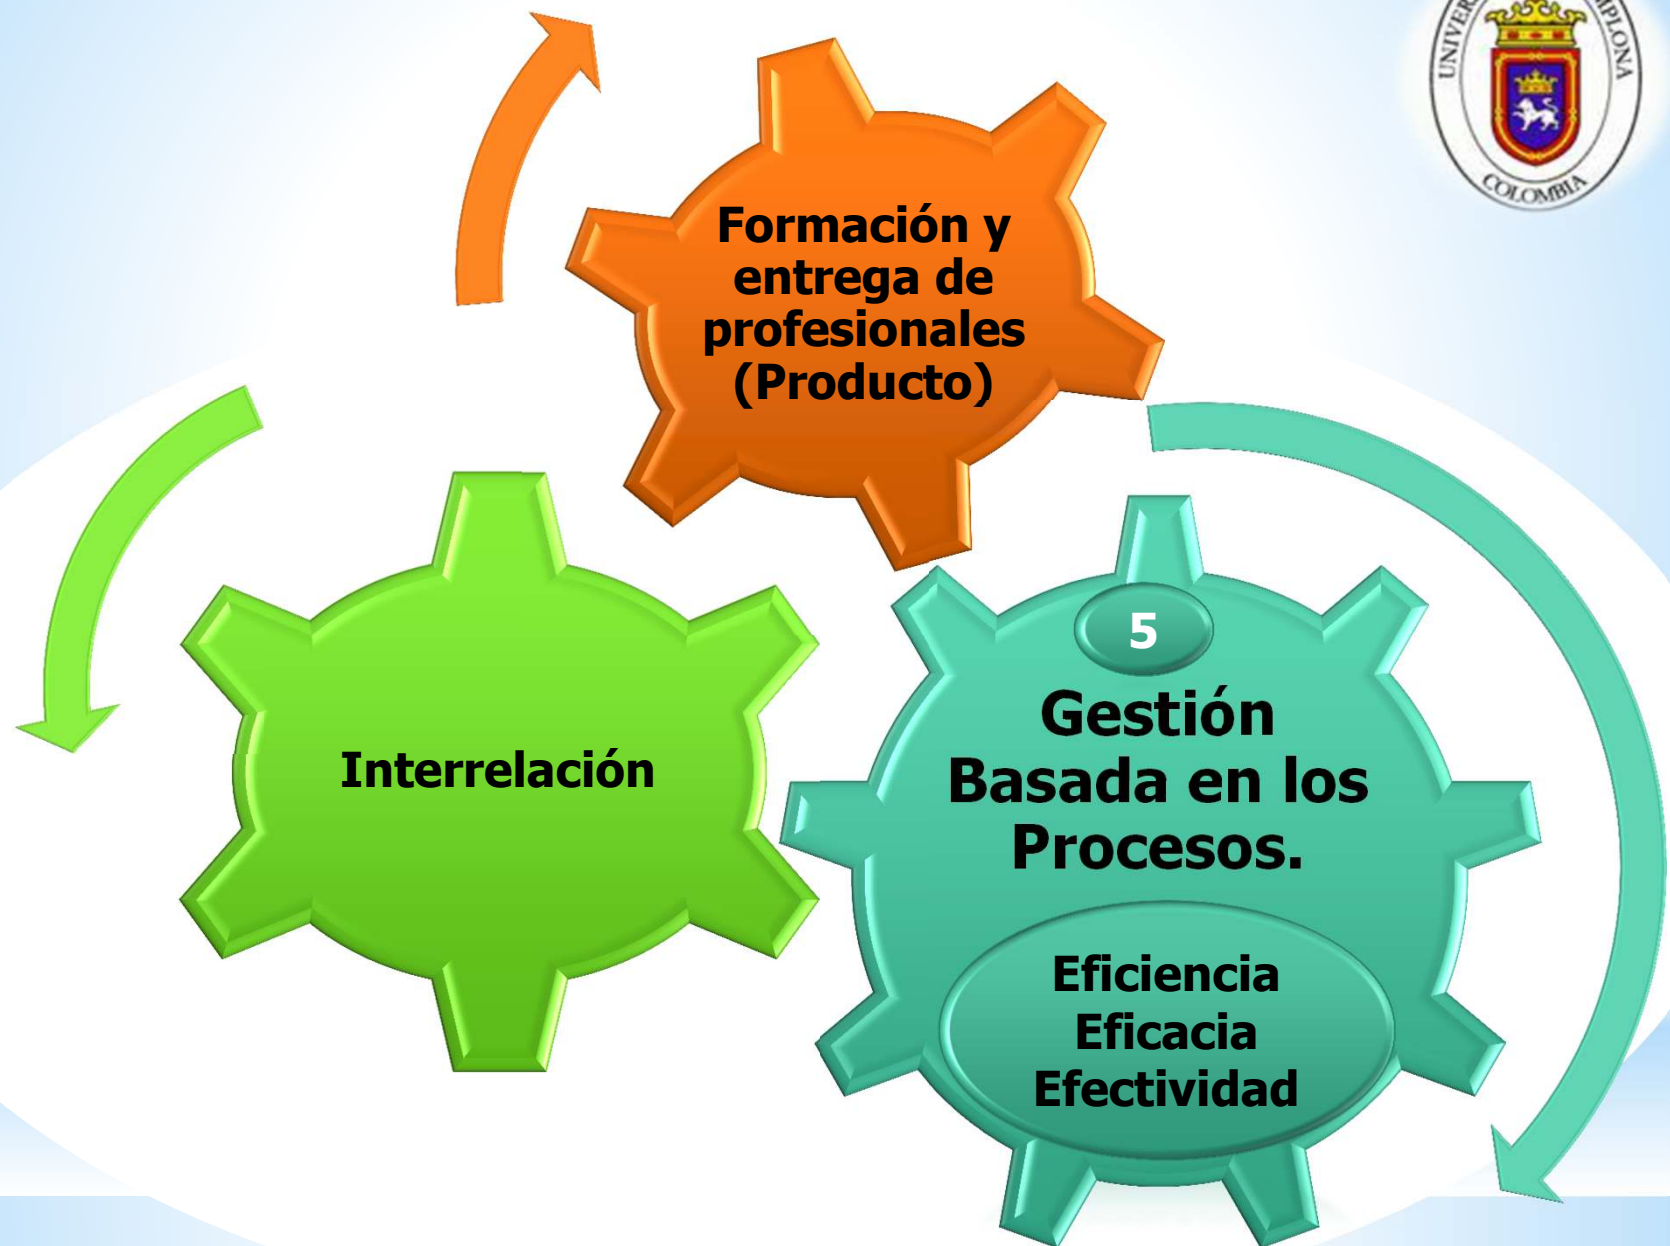 COLOMBIA
Formación y
entrega de
profesionales
(Producto)
Interrelación
5
Gestión
Basada en los
Procesos.
Eficiencia
Eficacia
Efectividad